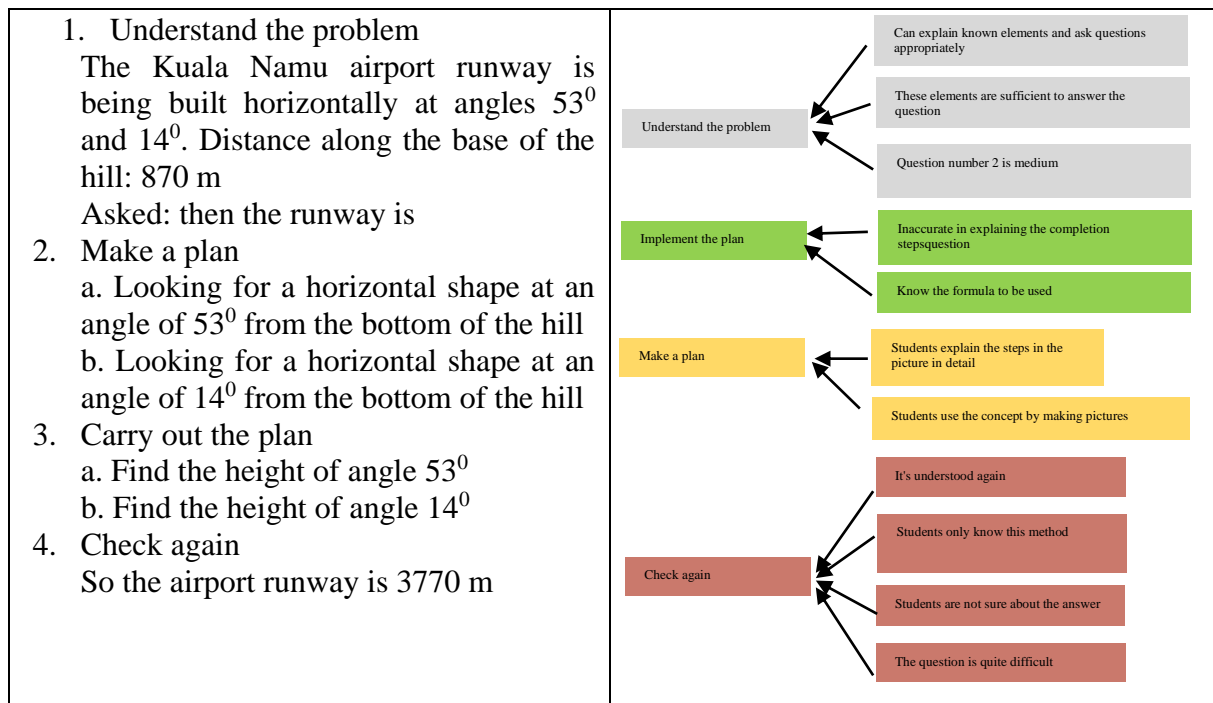 1. Understand the problem
The Kuala Namu airport runway is
being built horizontally at angles 53⁰
and 14⁰. Distance along the base of the
hill: 870 m
Asked: then the runway is
2. Make a plan
a. Looking for a horizontal shape at an
angle of 53⁰ from the bottom of the hill
b. Looking for a horizontal shape at an
angle of 14⁰ from the bottom of the hill
3. Carry out the plan
a. Find the height of angle 53⁰
b. Find the height of angle 14⁰
4. Check again
So the airport runway is 3770 m
Understand the problem
Can explain known elements and ask questions
appropriately
These elements are sufficient to answer the
question
Question number 2 is medium
Implement the plan
Inaccurate in explaining the completion
stepsquestion
Know the formula to be used
Make a plan
Students explain the steps in the
picture in detail
Students use the concept by making pictures
Check again
It's understood again
Students only know this method
Students are not sure about the answer
The question is quite difficult